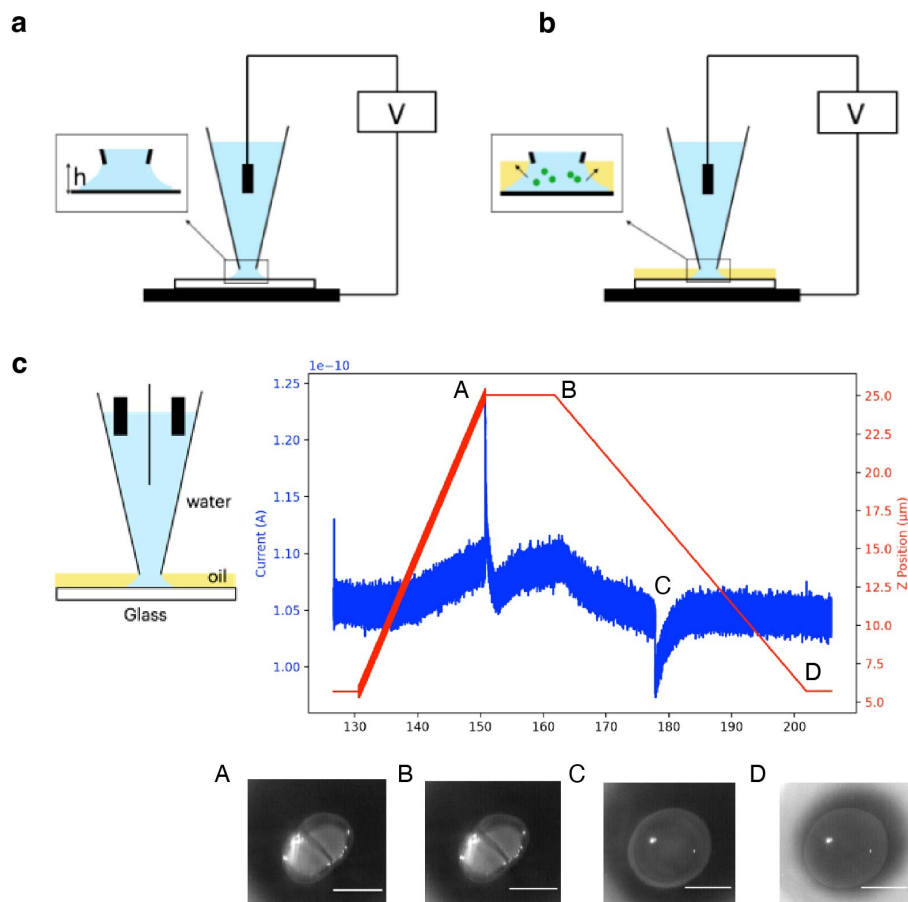 a
b
V
V
h
c
1e−10
A
B
C
D
1.25
1.20
1.15
1.10
1.05
1.00
Current (A)
25.0
22.5
20.0
17.5
15.0
12.5
10.0
7.5
5.0
Z Position (μm)
130 140 150 160 170 180 190 200
water
oil
Glass
A B C D